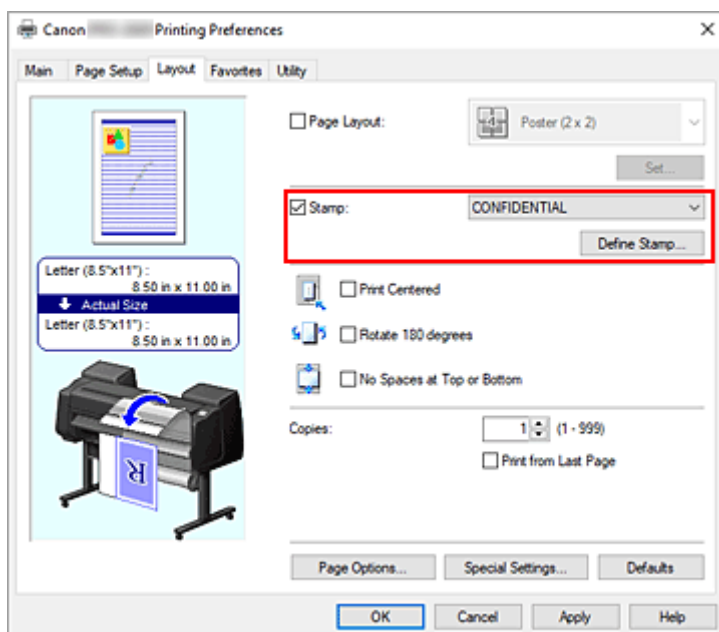 Canon Printing Preferences
Main Page Setup Layout Favorites Utility
Page Layout: Poster (2 x 2)
Set...
Stamp: CONFIDENTIAL
Define Stamp...
Letter (8.5"x11") :
8.50 in x 11.00 in
Actual Size
Letter (8.5"x11") :
8.50 in x 11.00 in
Print Centered
Rotate 180 degrees
No Spaces at Top or Bottom
Copies: 1 (1 - 999)
Print from Last Page
R
Page Options... Special Settings... Defaults
OK Cancel Apply Help